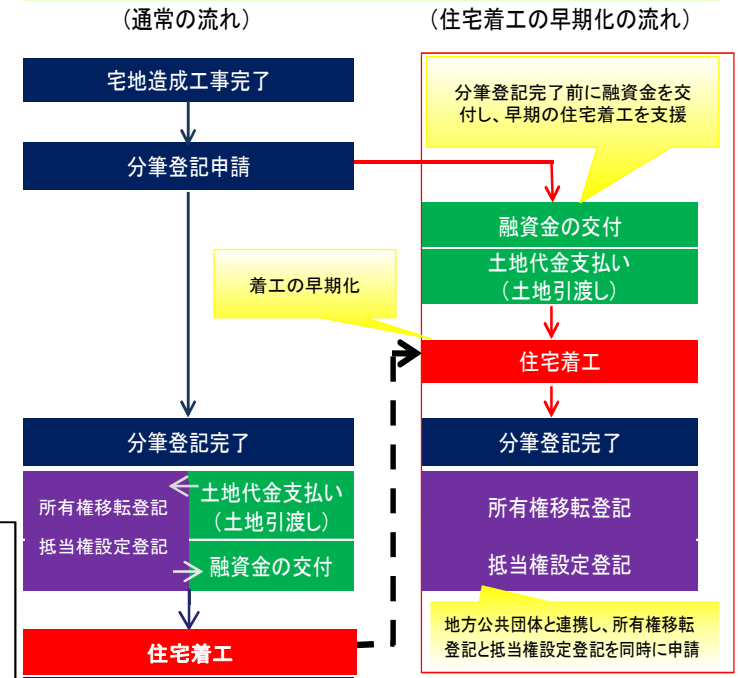 （通常の流れ）
宅地造成工事完了
分筆登記申請
分筆登記完了
所有権移転登記
抵当権設定登記
土地代金支払い
（土地引渡し）
融資金の交付
住宅着工
（住宅着工の早期化の流れ）
分筆登記完了前に融資金を交
付し、早期の住宅着工を支援
融資金の交付
土地代金支払い
（土地引渡し）
着工の早期化
住宅着工
分筆登記完了
所有権移転登記
抵当権設定登記
地方公共団体と連携し、所有権移転
登記と抵当権設定登記を同時に申請